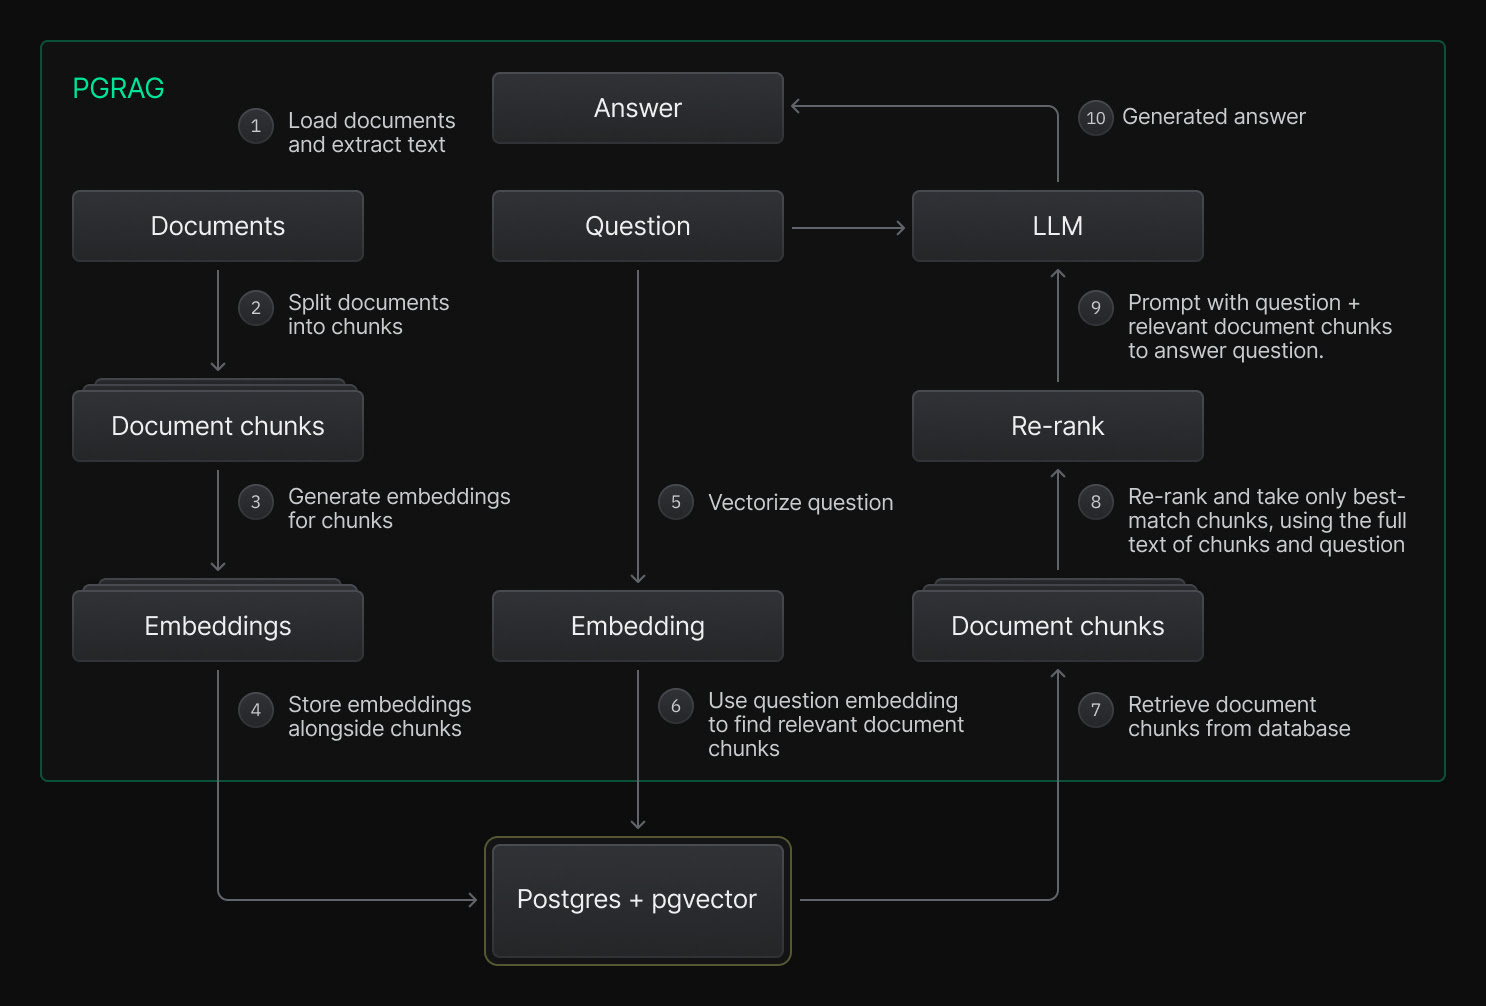 PGRAG
1
Load documents
and extract text
Answer
10
Generated answer
Documents
Question
LLM
2
Split documents
into chunks
9
Prompt with question +
relevant document chunks
to answer question.
Document chunks
Re-rank
3
Generate embeddings
for chunks
5
Vectorize question
8
Re-rank and take only best-
match chunks, using the full
text of chunks and question
Embeddings
Embedding
Document chunks
4
Store embeddings
alongside chunks
6
Use question embedding
to find relevant document
chunks
7
Retrieve document
chunks from database
Postgres + pgvector